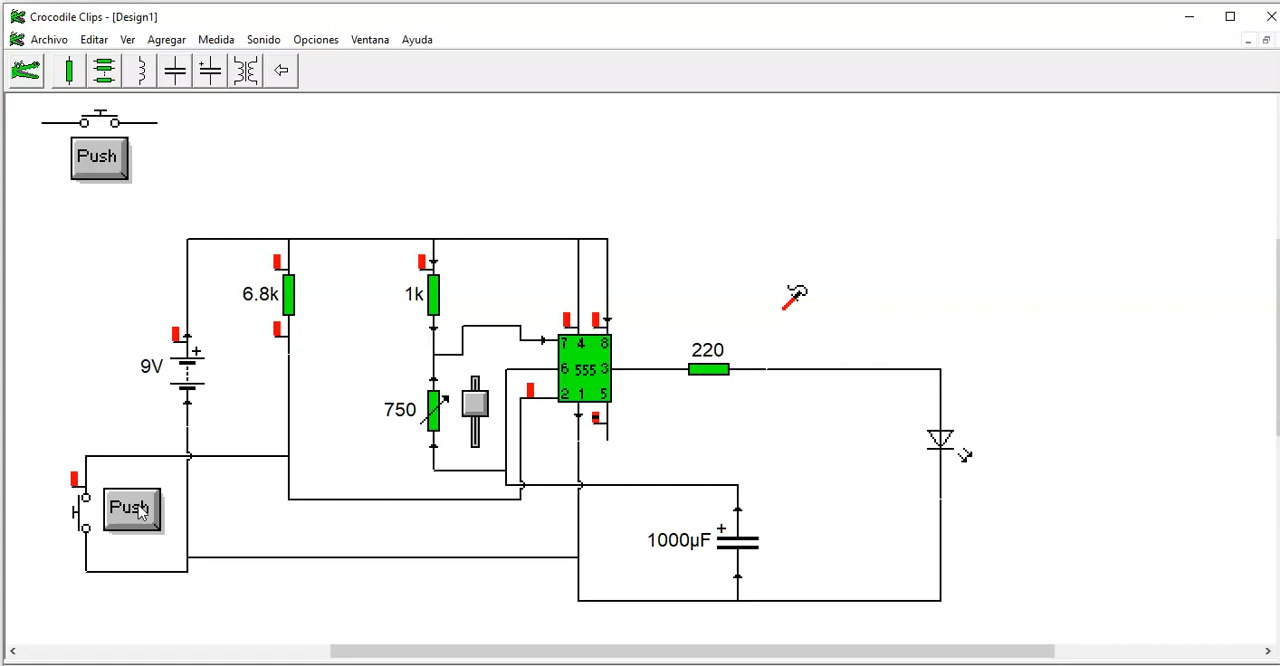 Crocodile Clips - [Design1]
Archivo Editar Ver Agregar Medida Sonido Opciones Ventana Ayuda
Push
6.8k
1k
9V
7 4 8
6 555 3
2 1 5
220
750
Push
1000µF
+
+
+